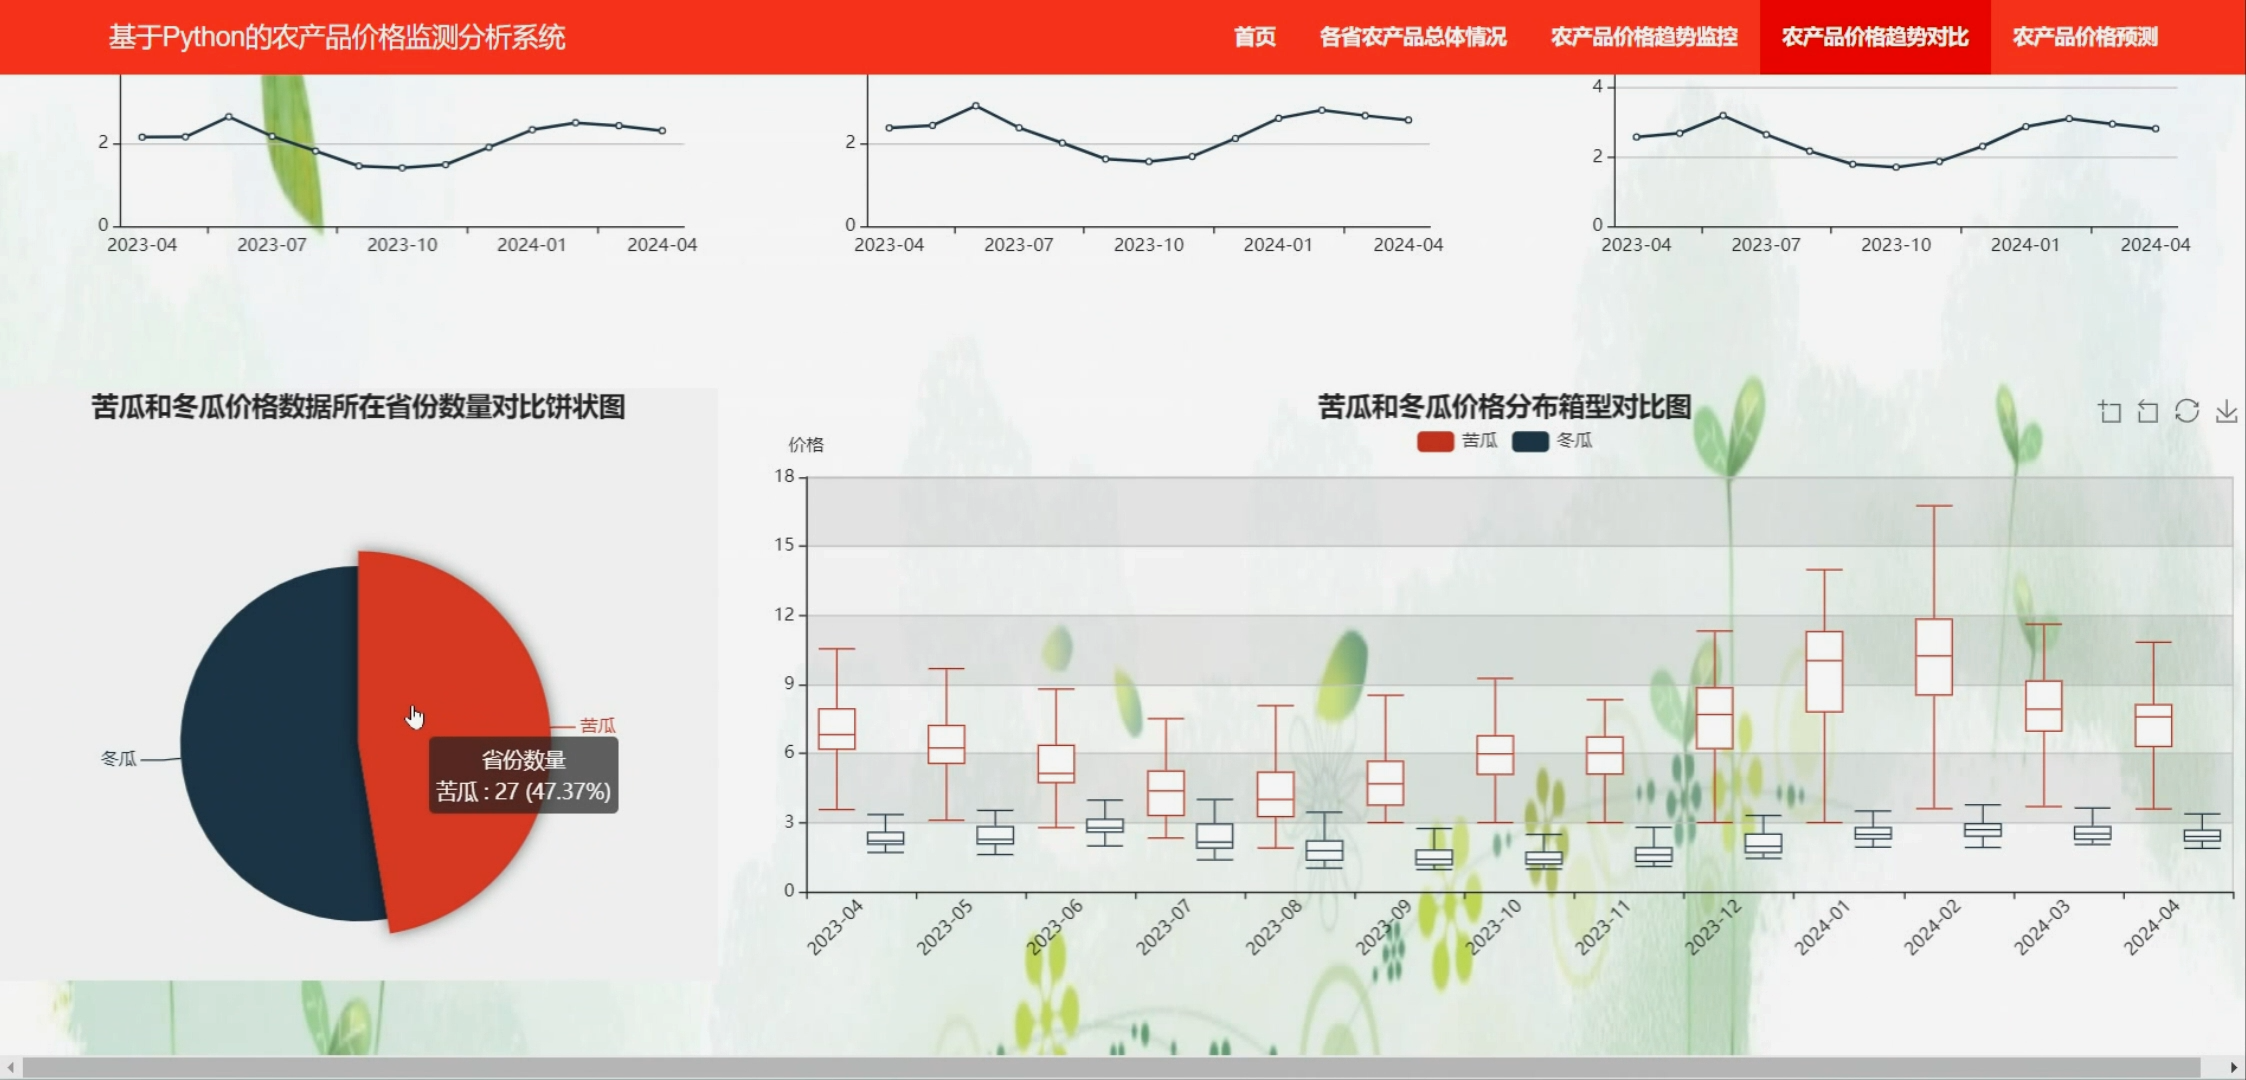 基于Python的农产品价格监测分析系统
首页 各省农产品总体情况 农产品价格趋势监控 农产品价格趋势对比 农产品价格预测
2
0
2023-04 2023-07 2023-10 2024-01 2024-04
2
0
2023-04 2023-07 2023-10 2024-01 2024-04
4
2
0
2023-04 2023-07 2023-10 2024-01 2024-04
苦瓜和冬瓜价格数据所在省份数量对比饼状图
冬瓜
苦瓜
省份数量
苦瓜 : 27 (47.37%)
苦瓜和冬瓜价格分布箱型对比图
苦瓜 冬瓜
价格
18
15
12
9
6
3
0
2023-04 2023-05 2023-06 2023-07 2023-08 2023-09 2023-10 2023-11 2023-12 2024-01 2024-02 2024-03 2024-04